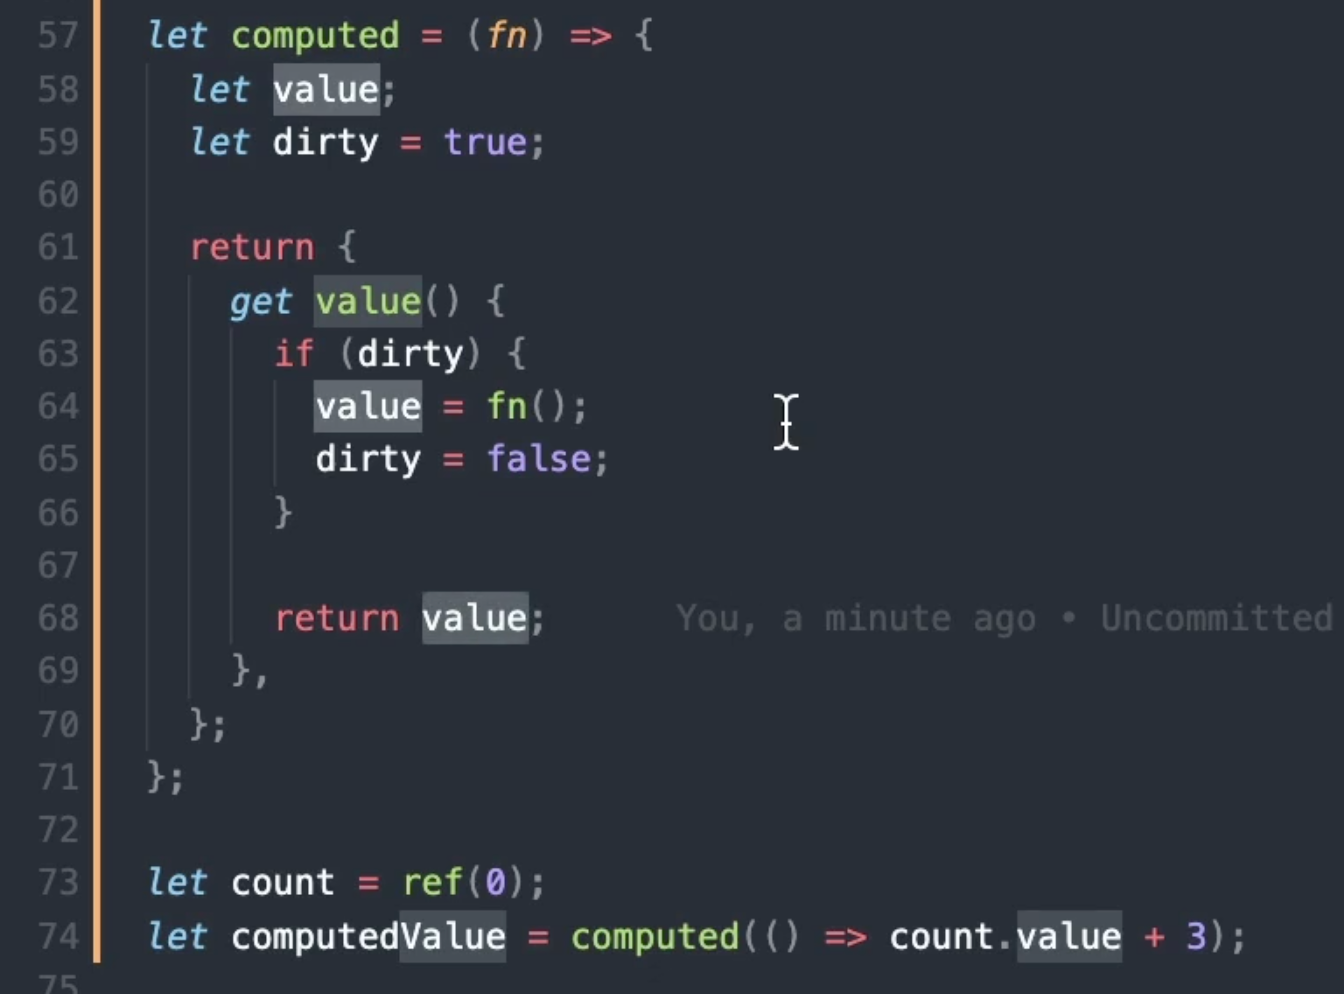 57 let computed = (fn) => {
58 let value;
59 let dirty = true;
60
61 return {
62 get value() {
63 if (dirty) {
64 value = fn();
65 dirty = false;
66 }
67
68 return value; You, a minute ago • Uncommitted
69 },
70 };
71 };
72
73 let count = ref(0);
74 let computedValue = computed(() => count.value + 3);
75